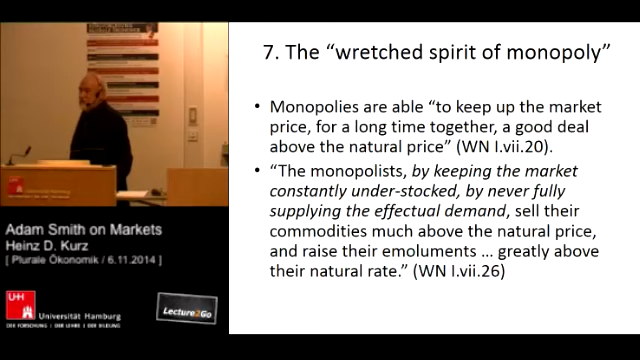 7. The “wretched spirit of monopoly”
• Monopolies are able “to keep up the market
price, for a long time together, a good deal
above the natural price” (WN I.vii.20).
• “The monopolists, by keeping the market
constantly under-stocked, by never fully
supplying the effectual demand, sell their
commodities much above the natural price,
and raise their emoluments … greatly above
their natural rate.” (WN I.vii.26)
Adam Smith on Markets
Heinz D. Kurz
[ Plurale Ökonomik / 6.11.2014 ]
UH
Universität Hamburg
DER FORSCHUNG | DER LEHRE | DER BILDUNG
Lecture2Go